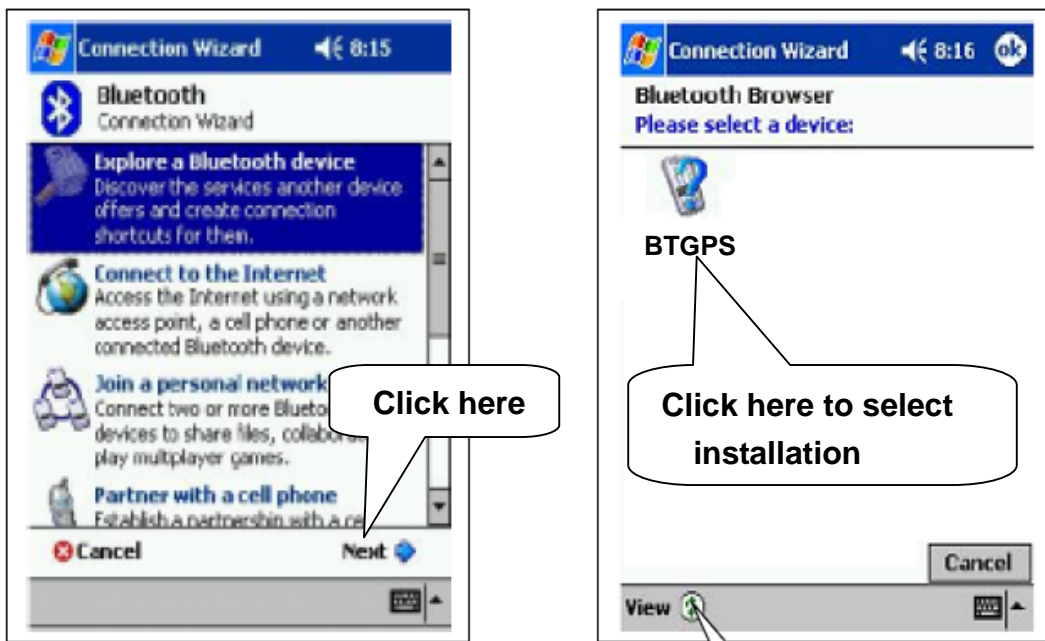 Connection Wizard 8:15
Bluetooth
Connection Wizard
Explore a Bluetooth device
Discover the services another device
offers and create connection
shortcuts for them.
Connect to the Internet
Access the Internet using a network
access point, a cell phone or another
connected Bluetooth device.
Join a personal network
Connect two or more
devices to share files,
play multiplayer games.
Partner with a cell phone
Establish a partnership with a
Click here
Cancel Next
Connection Wizard 8:16 ok
Bluetooth Browser
Please select a device:
BTGPS
Click here to select
installation
Cancel
View